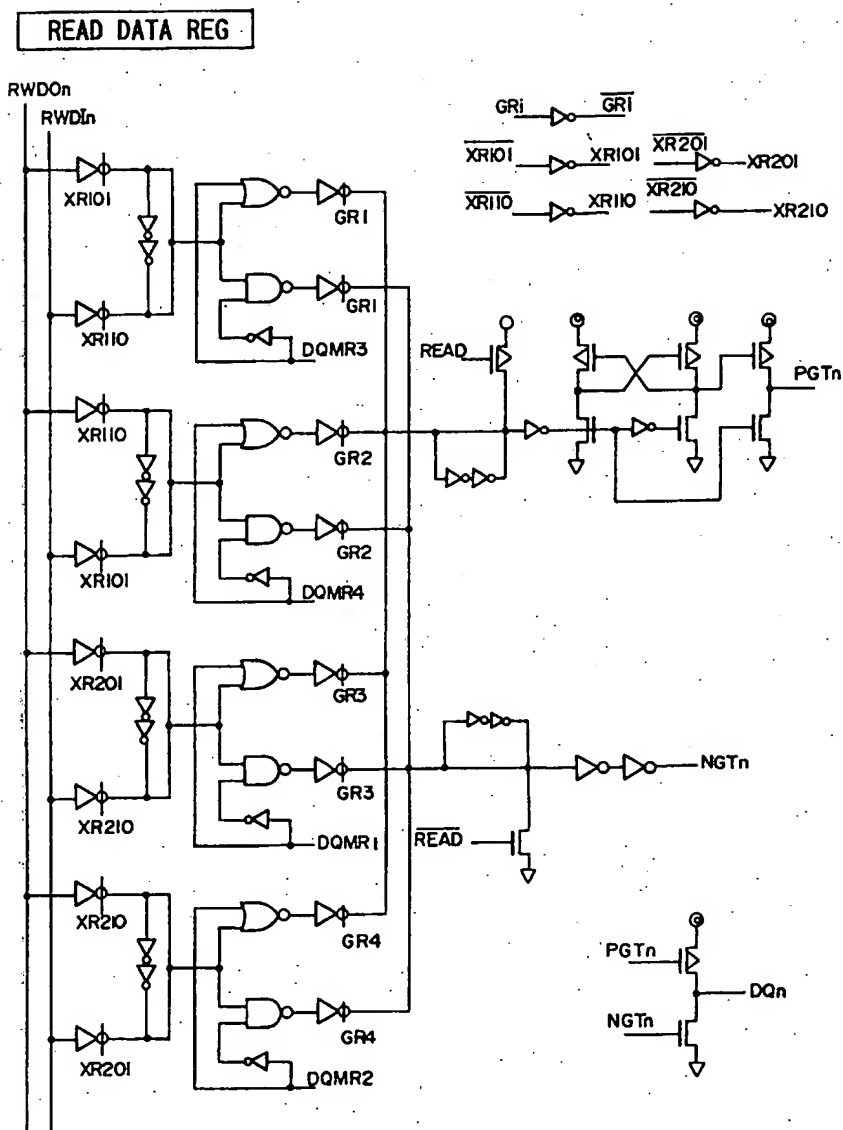 READ DATA REG
RWDOn
RWDIn
GRi
GRi
XR101
XR101
XR201
XR201
XR110
XR110
XR210
XR210
XR101
GR1
XR110
GR1
DQMR3
READ
PGTn
XR110
GR2
XR101
GR2
DQMR4
XR201
GR3
XR210
GR3
DQMR1
READ
NGTn
XR210
GR4
XR201
GR4
DQMR2
PGTn
DQn
NGTn